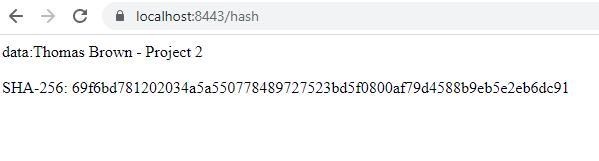 localhost:8443/hash
data:Thomas Brown - Project 2
SHA-256: 69f6bd781202034a5a550778489727523bd5f0800af79d4588b9eb5e2eb6dc91